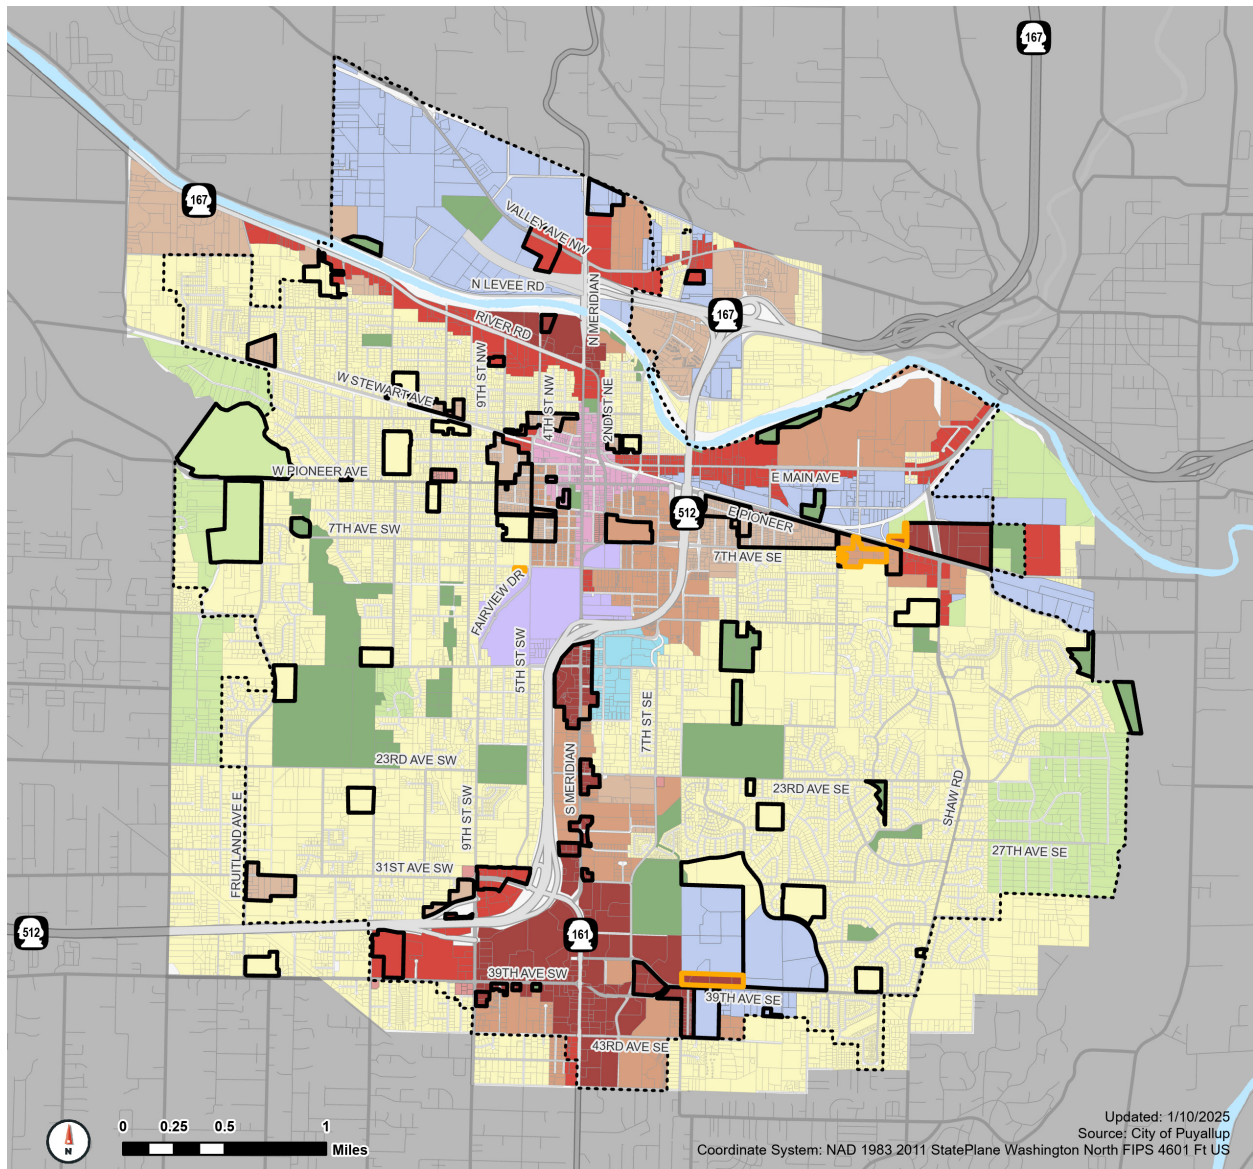 167
167
VALLEY AVE NW
N LEVEE RD
N MERIDIAN
167
RIVER RD
9TH ST NW
W STEWART AVE
4TH ST NW
2ND ST NE
W PIONEER AVE
E MAIN AVE
512
E PIONEER
7TH AVE SW
7TH AVE SE
FAIRVIEW DR
5TH ST SW
7TH ST SE
23RD AVE SW
S MERIDIAN
23RD AVE SE
SHAW RD
9TH ST SW
FRUITLAND AVE E
27TH AVE SE
31ST AVE SW
512
161
39TH AVE SW
39TH AVE SE
43RD AVE SE
N
0 0.25 0.5 1
Miles
Updated: 1/10/2025
Source: City of Puyallup
Coordinate System: NAD 1983 2011 StatePlane Washington North FIPS 4601 Ft US